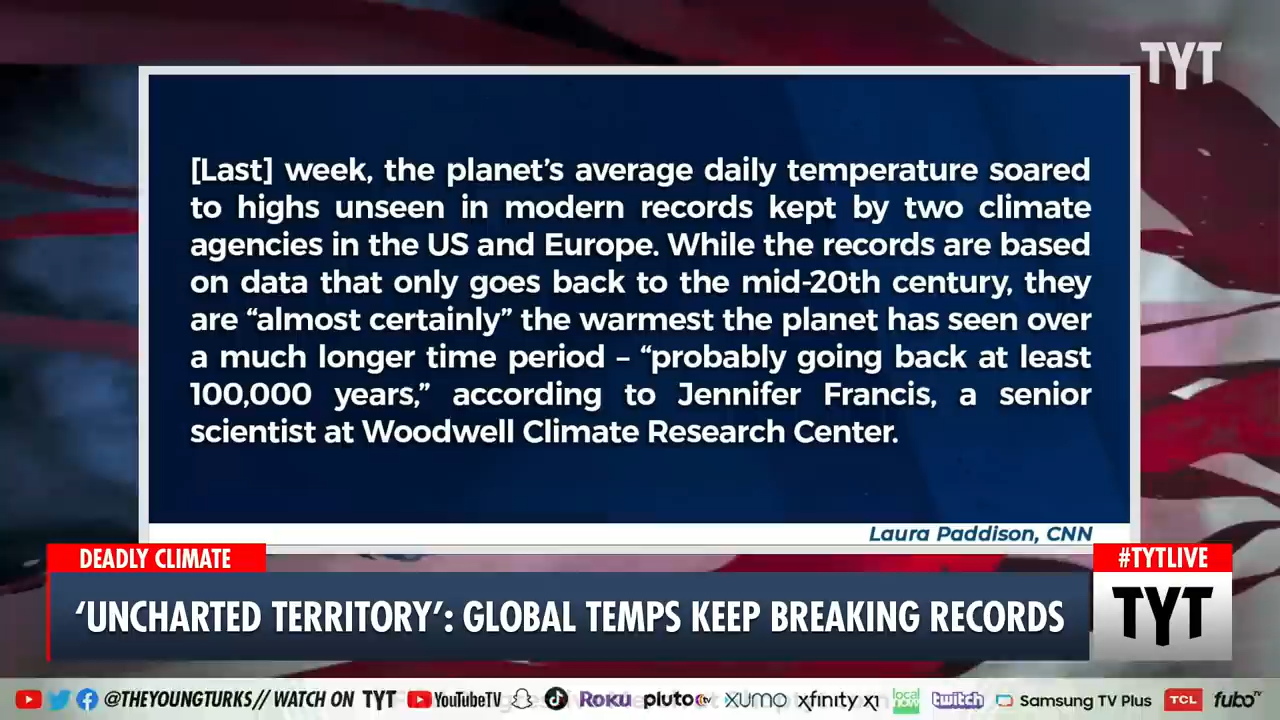 TYT
[Last] week, the planet’s average daily temperature soared
to highs unseen in modern records kept by two climate
agencies in the US and Europe. While the records are based
on data that only goes back to the mid-20th century, they
are “almost certainly” the warmest the planet has seen over
a much longer time period – “probably going back at least
100,000 years,” according to Jennifer Francis, a senior
scientist at Woodwell Climate Research Center.
Laura Paddison, CNN
DEADLY CLIMATE
#TYTLIVE
‘UNCHARTED TERRITORY’: GLOBAL TEMPS KEEP BREAKING RECORDS
TYT
@THEYOUNGTURKS // WATCH ON TYT YouTubeTV Roku pluto tv XUMO xfinity x1 local now twitch Samsung TV Plus TCL fubo TV